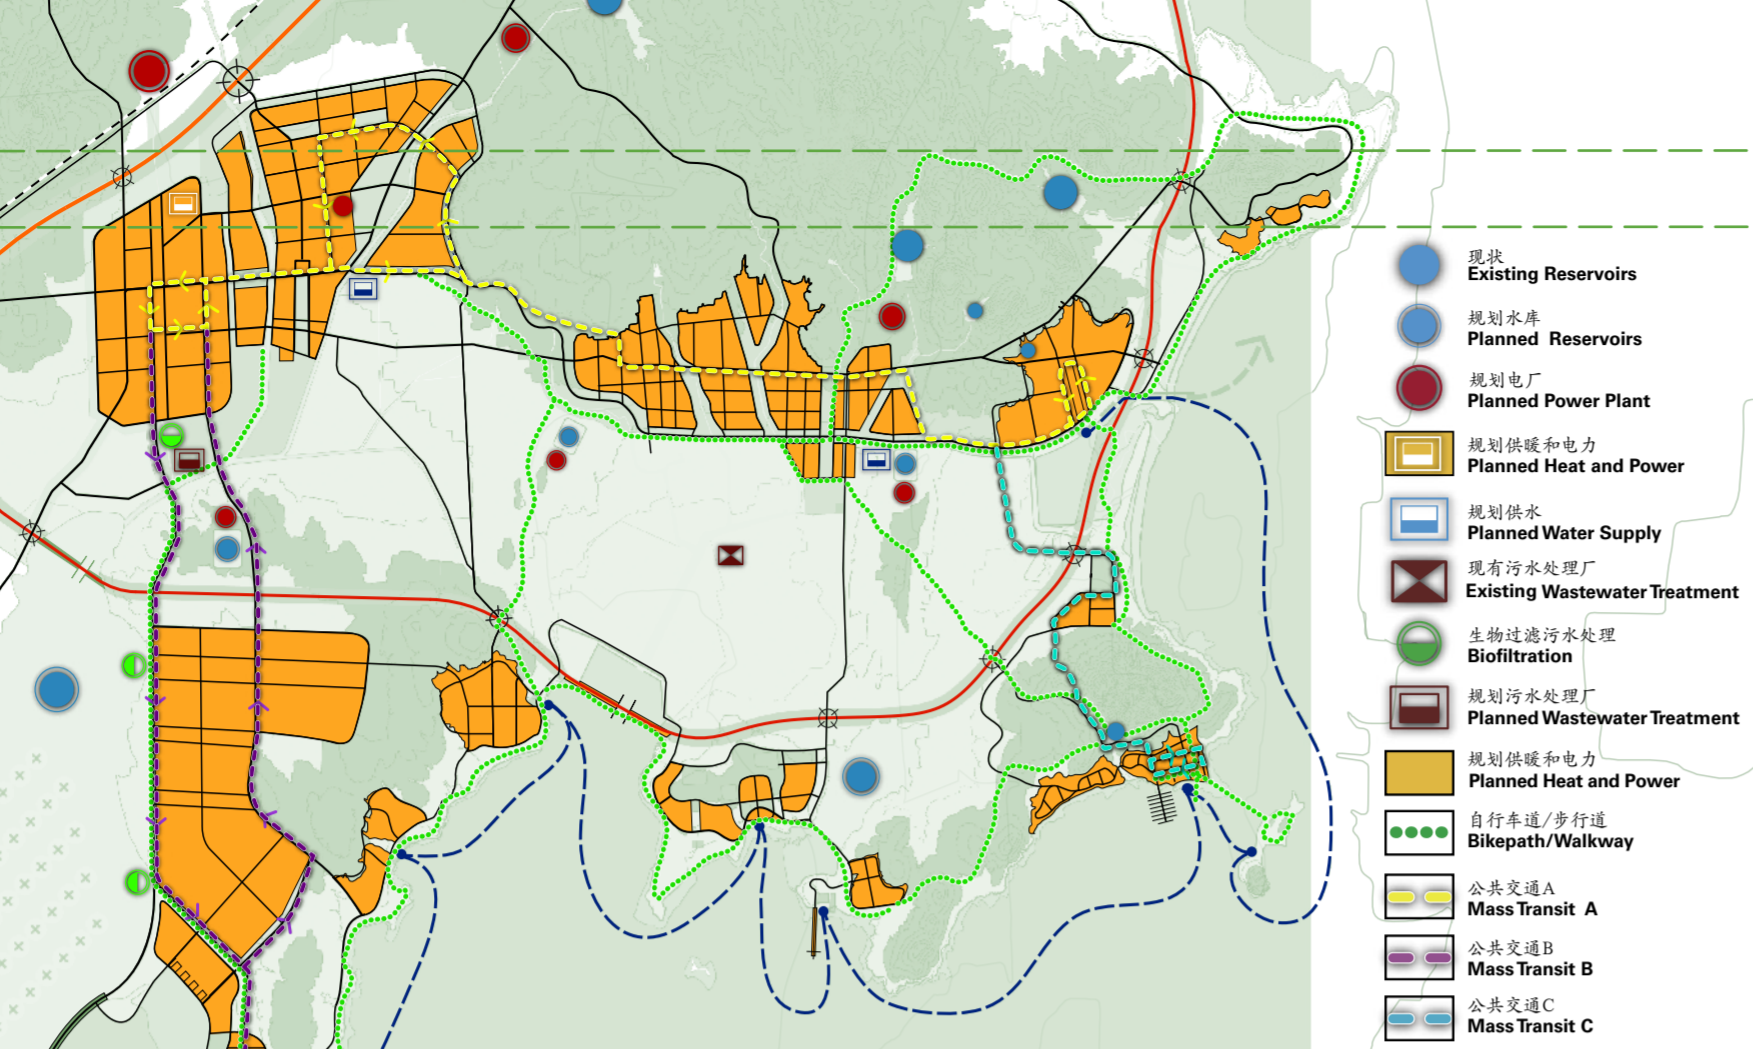 现状
Existing Reservoirs
规划水库
Planned Reservoirs
规划电厂
Planned Power Plant
规划供暖和电力
Planned Heat and Power
规划供水
Planned Water Supply
现有污水处理厂
Existing Wastewater Treatment
生物过滤污水处理
Biofiltration
规划污水处理厂
Planned Wastewater Treatment
规划供暖和电力
Planned Heat and Power
自行车道/步行道
Bikepath/Walkway
公共交通A
Mass Transit A
公共交通B
Mass Transit B
公共交通C
Mass Transit C